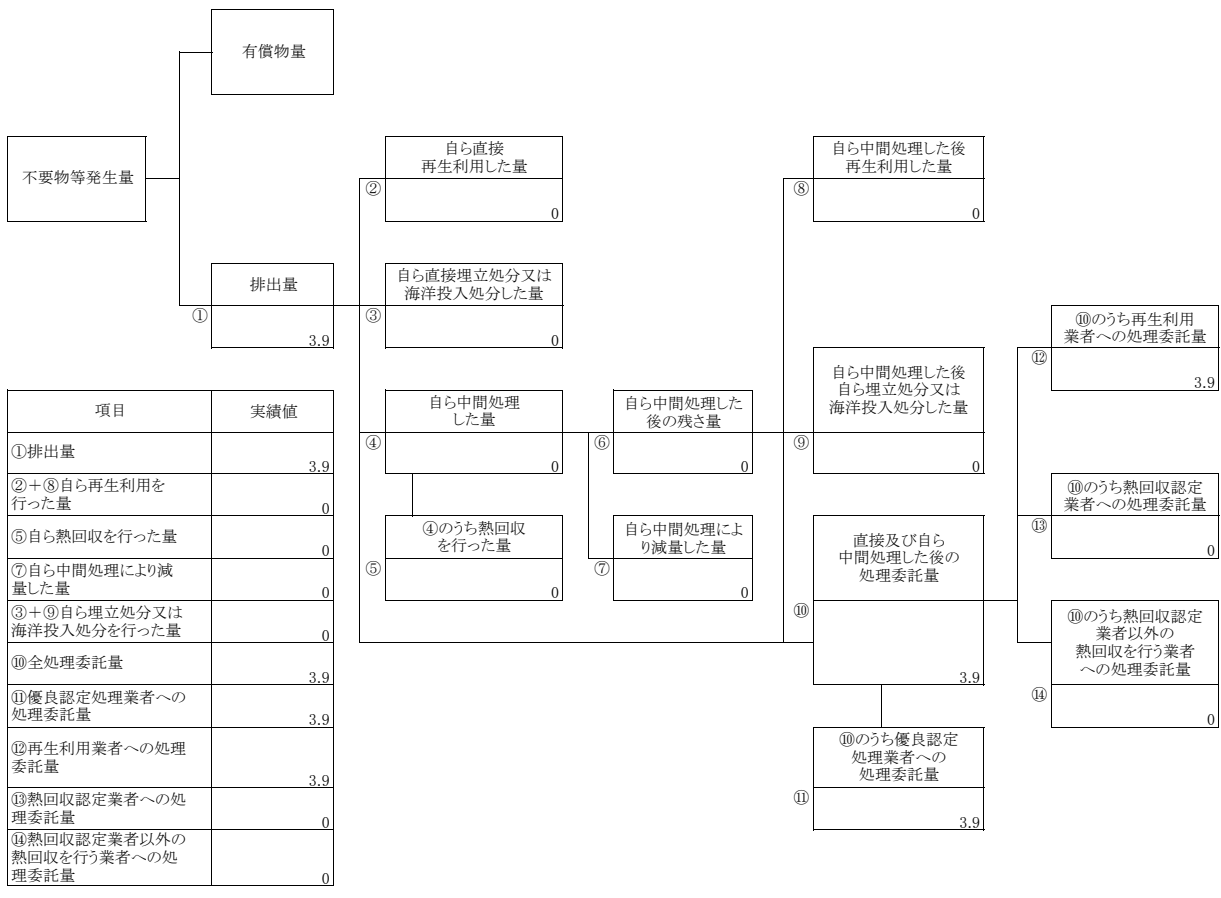 有償物量
不要物等発生量
自ら直接
再生利用した量
②
0
自ら中間処理した後
再生利用した量
⑧
0
排出量
①
3.9
自ら直接埋立処分又は
海洋投入処分した量
③
0
⑩のうち再生利用
業者への処理委託量
⑫
3.9
自ら中間処理
した量
④
0
自ら中間処理した
後の残さ量
⑥
0
自ら中間処理した後
自ら埋立処分又は
海洋投入処分した量
⑨
0
⑩のうち熱回収認定
業者への処理委託量
⑬
0
④のうち熱回収
を行った量
⑤
0
自ら中間処理によ
り減量した量
⑦
0
直接及び自ら
中間処理した後の
処理委託量
⑩
3.9
⑩のうち熱回収認定
業者以外の
熱回収を行う業者
への処理委託量
⑭
0
⑩のうち優良認定
処理業者への
処理委託量
⑪
3.9
項目 実績値
①排出量
3.9
②+⑧自ら再生利用を
行った量
0
⑤自ら熱回収を行った量
0
⑦自ら中間処理により減
量した量
0
③+⑨自ら埋立処分又は
海洋投入処分を行った量
0
⑩全処理委託量
3.9
⑪優良認定処理業者への
処理委託量
3.9
⑫再生利用業者への処理
委託量
3.9
⑬熱回収認定業者への処
理委託量
0
⑭熱回収認定業者以外の
熱回収を行う業者への処
理委託量
0